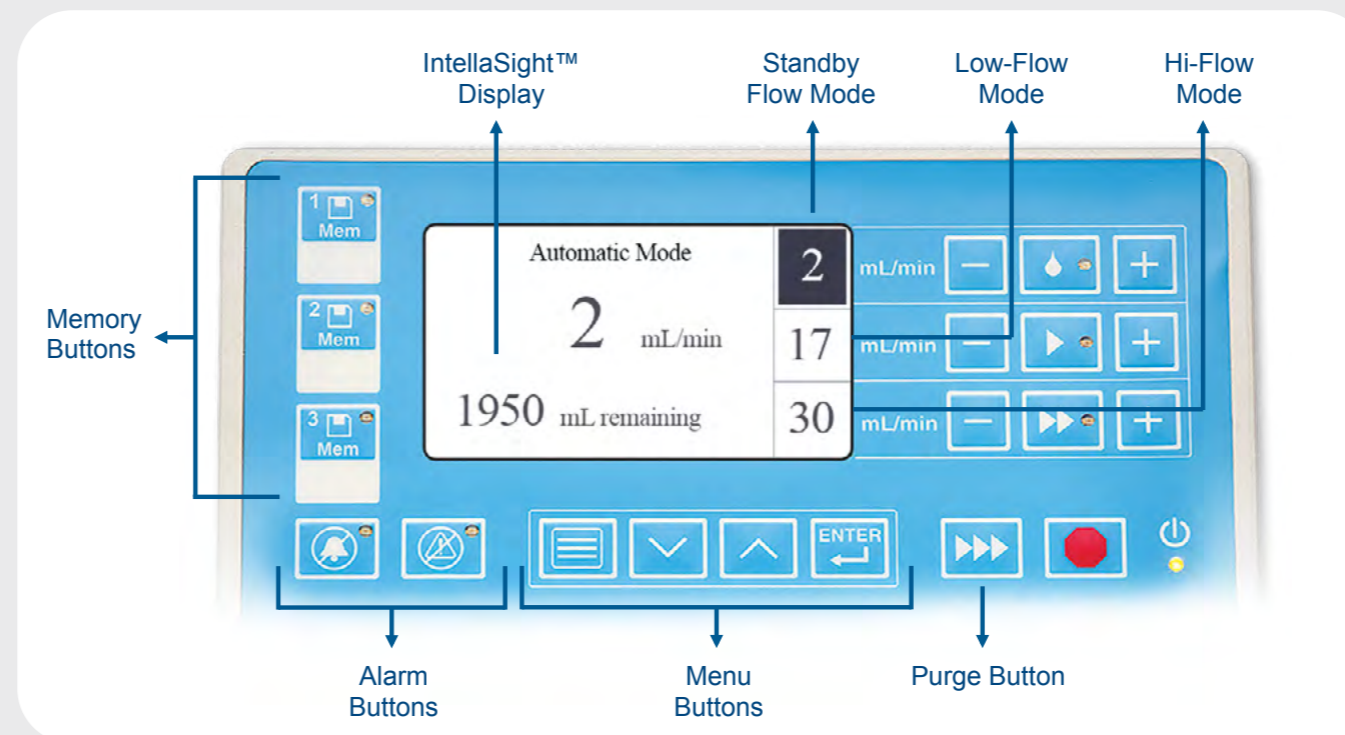 IntellaSight™
Display
Standby
Flow Mode
Low-Flow
Mode
Hi-Flow
Mode
Memory
Buttons
1
Mem
2
Mem
3
Mem
Automatic Mode
2 mL/min
1950 mL remaining
2
17
30
mL/min
mL/min
mL/min
ENTER
Alarm
Buttons
Menu
Buttons
Purge Button